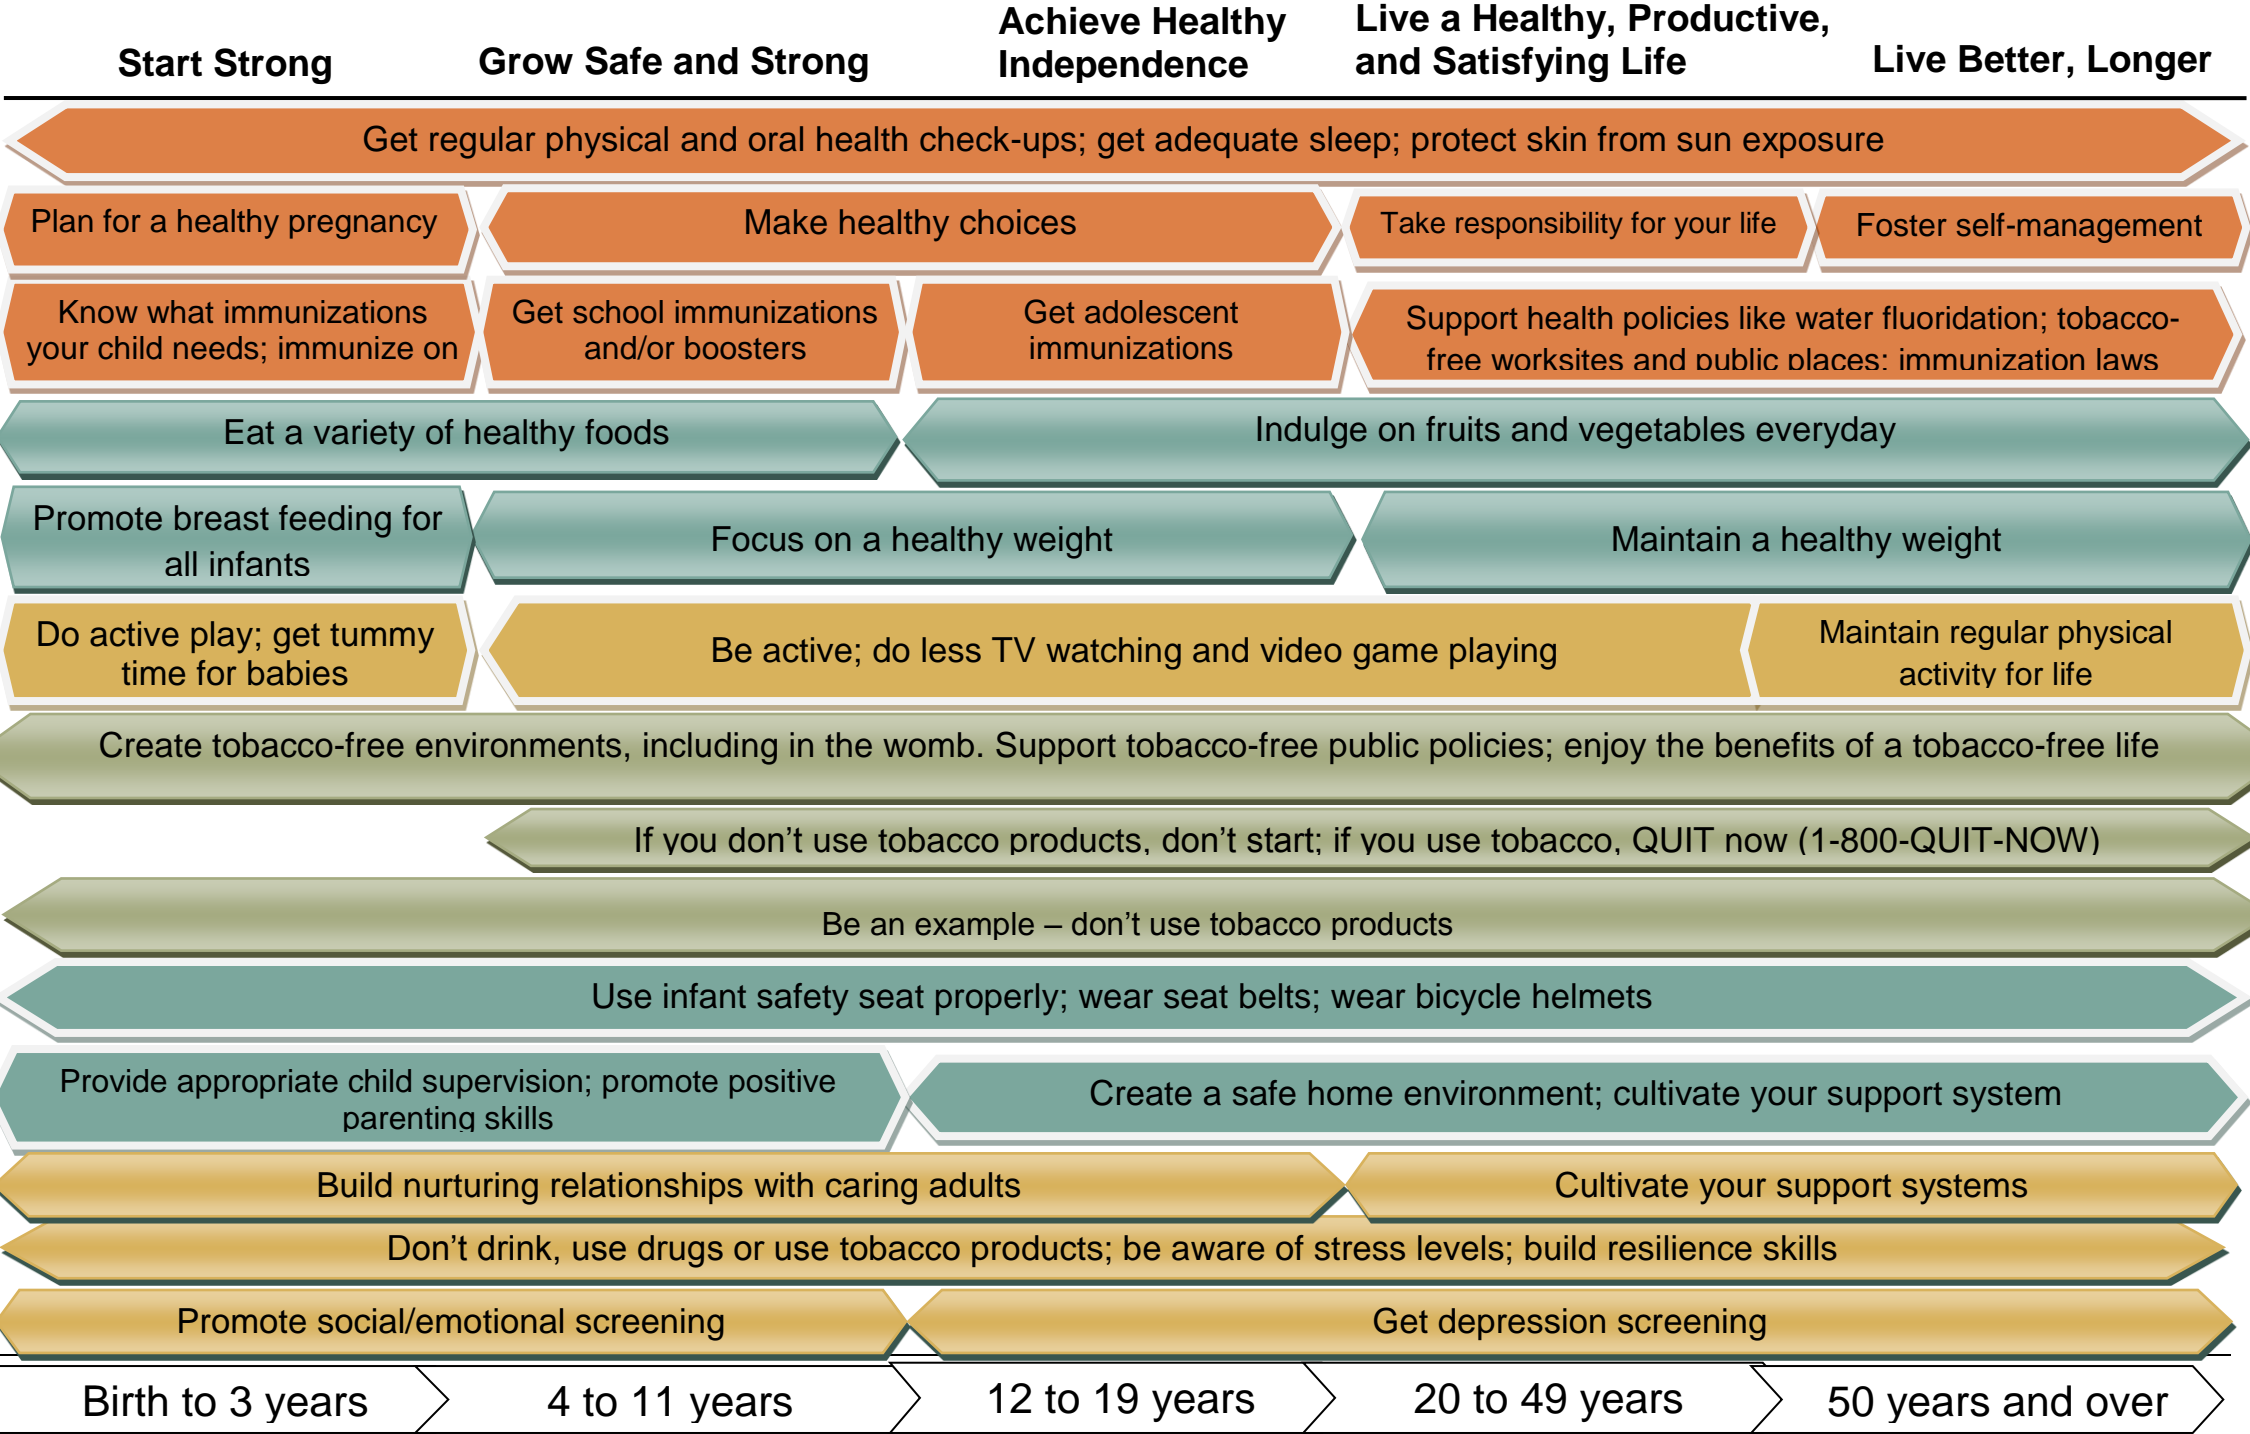 Start Strong
Grow Safe and Strong
Achieve Healthy
Independence
Live a Healthy, Productive,
and Satisfying Life
Live Better, Longer
Get regular physical and oral health check-ups; get adequate sleep; protect skin from sun exposure
Plan for a healthy pregnancy
Make healthy choices
Take responsibility for your life
Foster self-management
Know what immunizations
your child needs; immunize on
Get school immunizations
and/or boosters
Get adolescent
immunizations
Support health policies like water fluoridation; tobacco-
free worksites and public places; immunization laws
Eat a variety of healthy foods
Indulge on fruits and vegetables everyday
Promote breast feeding for
all infants
Focus on a healthy weight
Maintain a healthy weight
Do active play; get tummy
time for babies
Be active; do less TV watching and video game playing
Maintain regular physical
activity for life
Create tobacco-free environments, including in the womb. Support tobacco-free public policies; enjoy the benefits of a tobacco-free life
If you don’t use tobacco products, don’t start; if you use tobacco, QUIT now (1-800-QUIT-NOW)
Be an example – don’t use tobacco products
Use infant safety seat properly; wear seat belts; wear bicycle helmets
Provide appropriate child supervision; promote positive
parenting skills
Create a safe home environment; cultivate your support system
Build nurturing relationships with caring adults
Cultivate your support systems
Don’t drink, use drugs or use tobacco products; be aware of stress levels; build resilience skills
Promote social/emotional screening
Get depression screening
Birth to 3 years
4 to 11 years
12 to 19 years
20 to 49 years
50 years and over